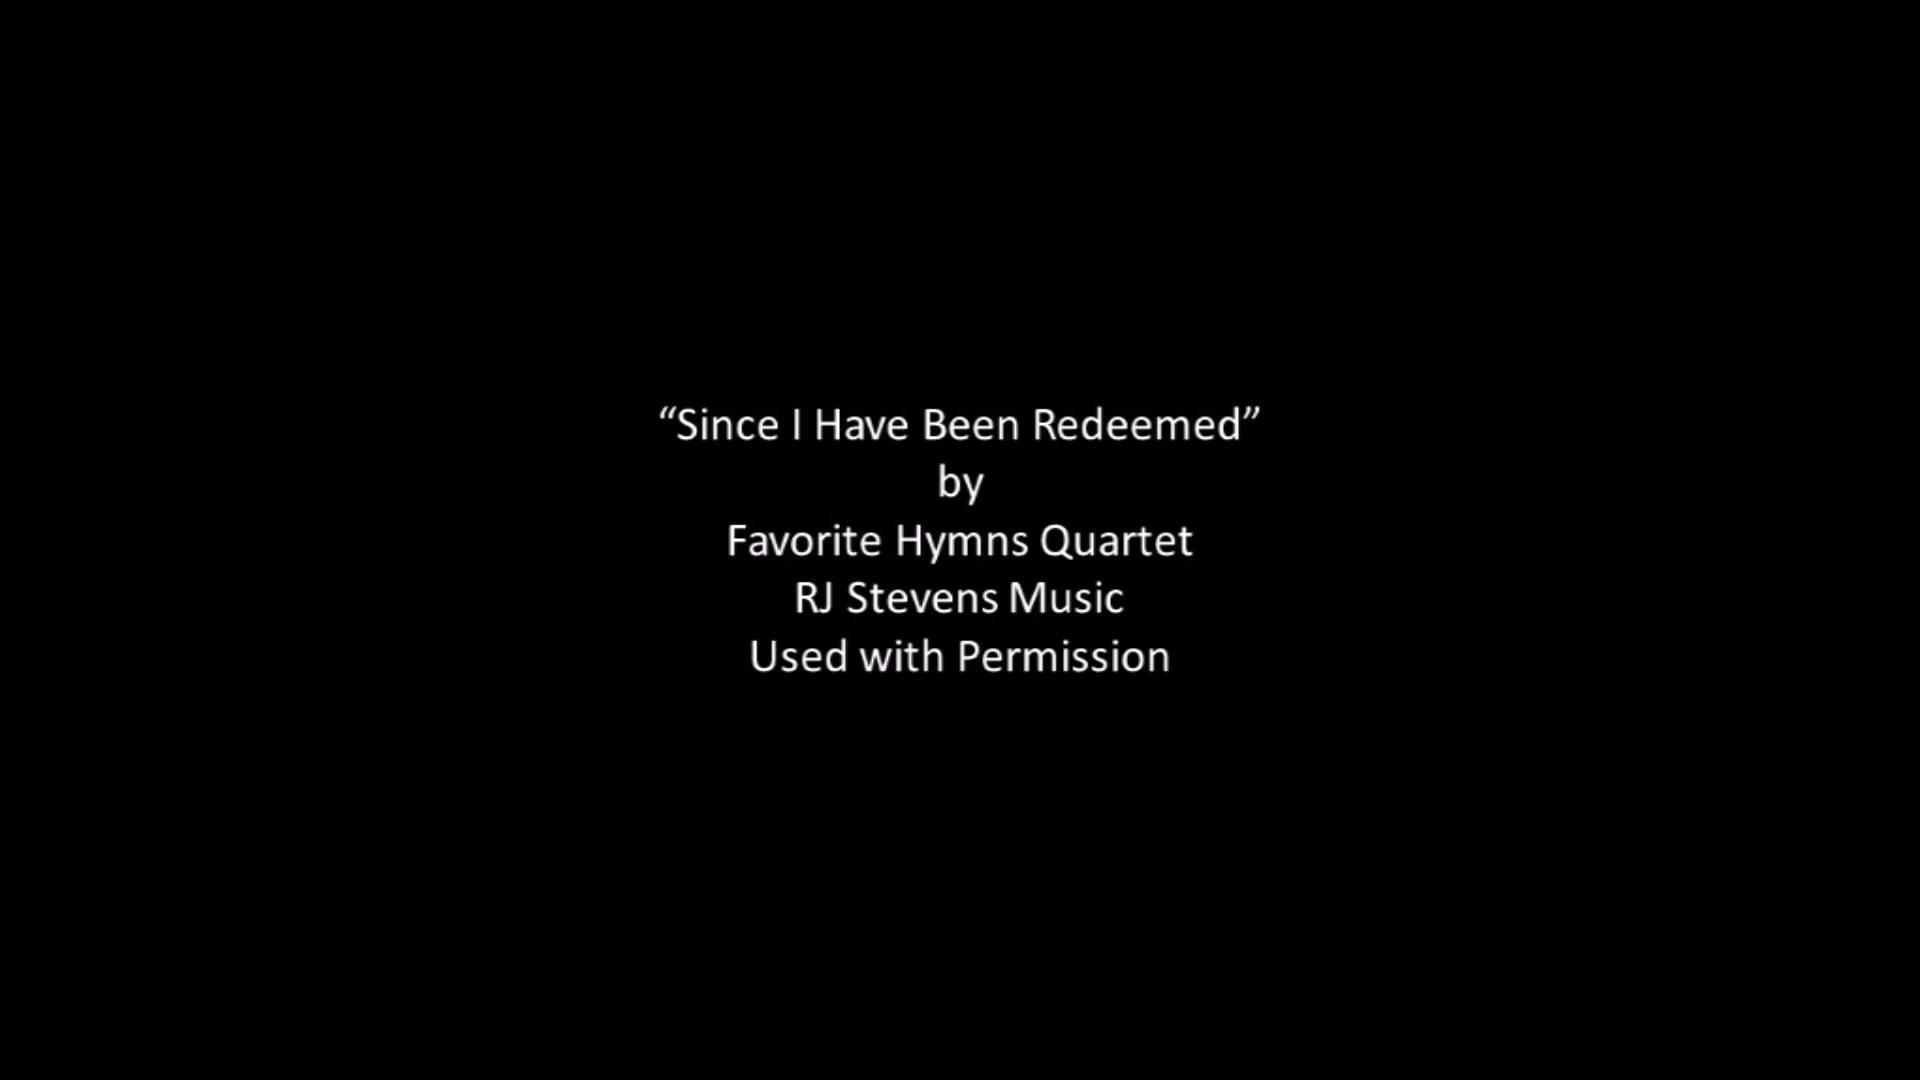 “Since I Have Been Redeemed”
by
Favorite Hymns Quartet
RJ Stevens Music
Used with Permission